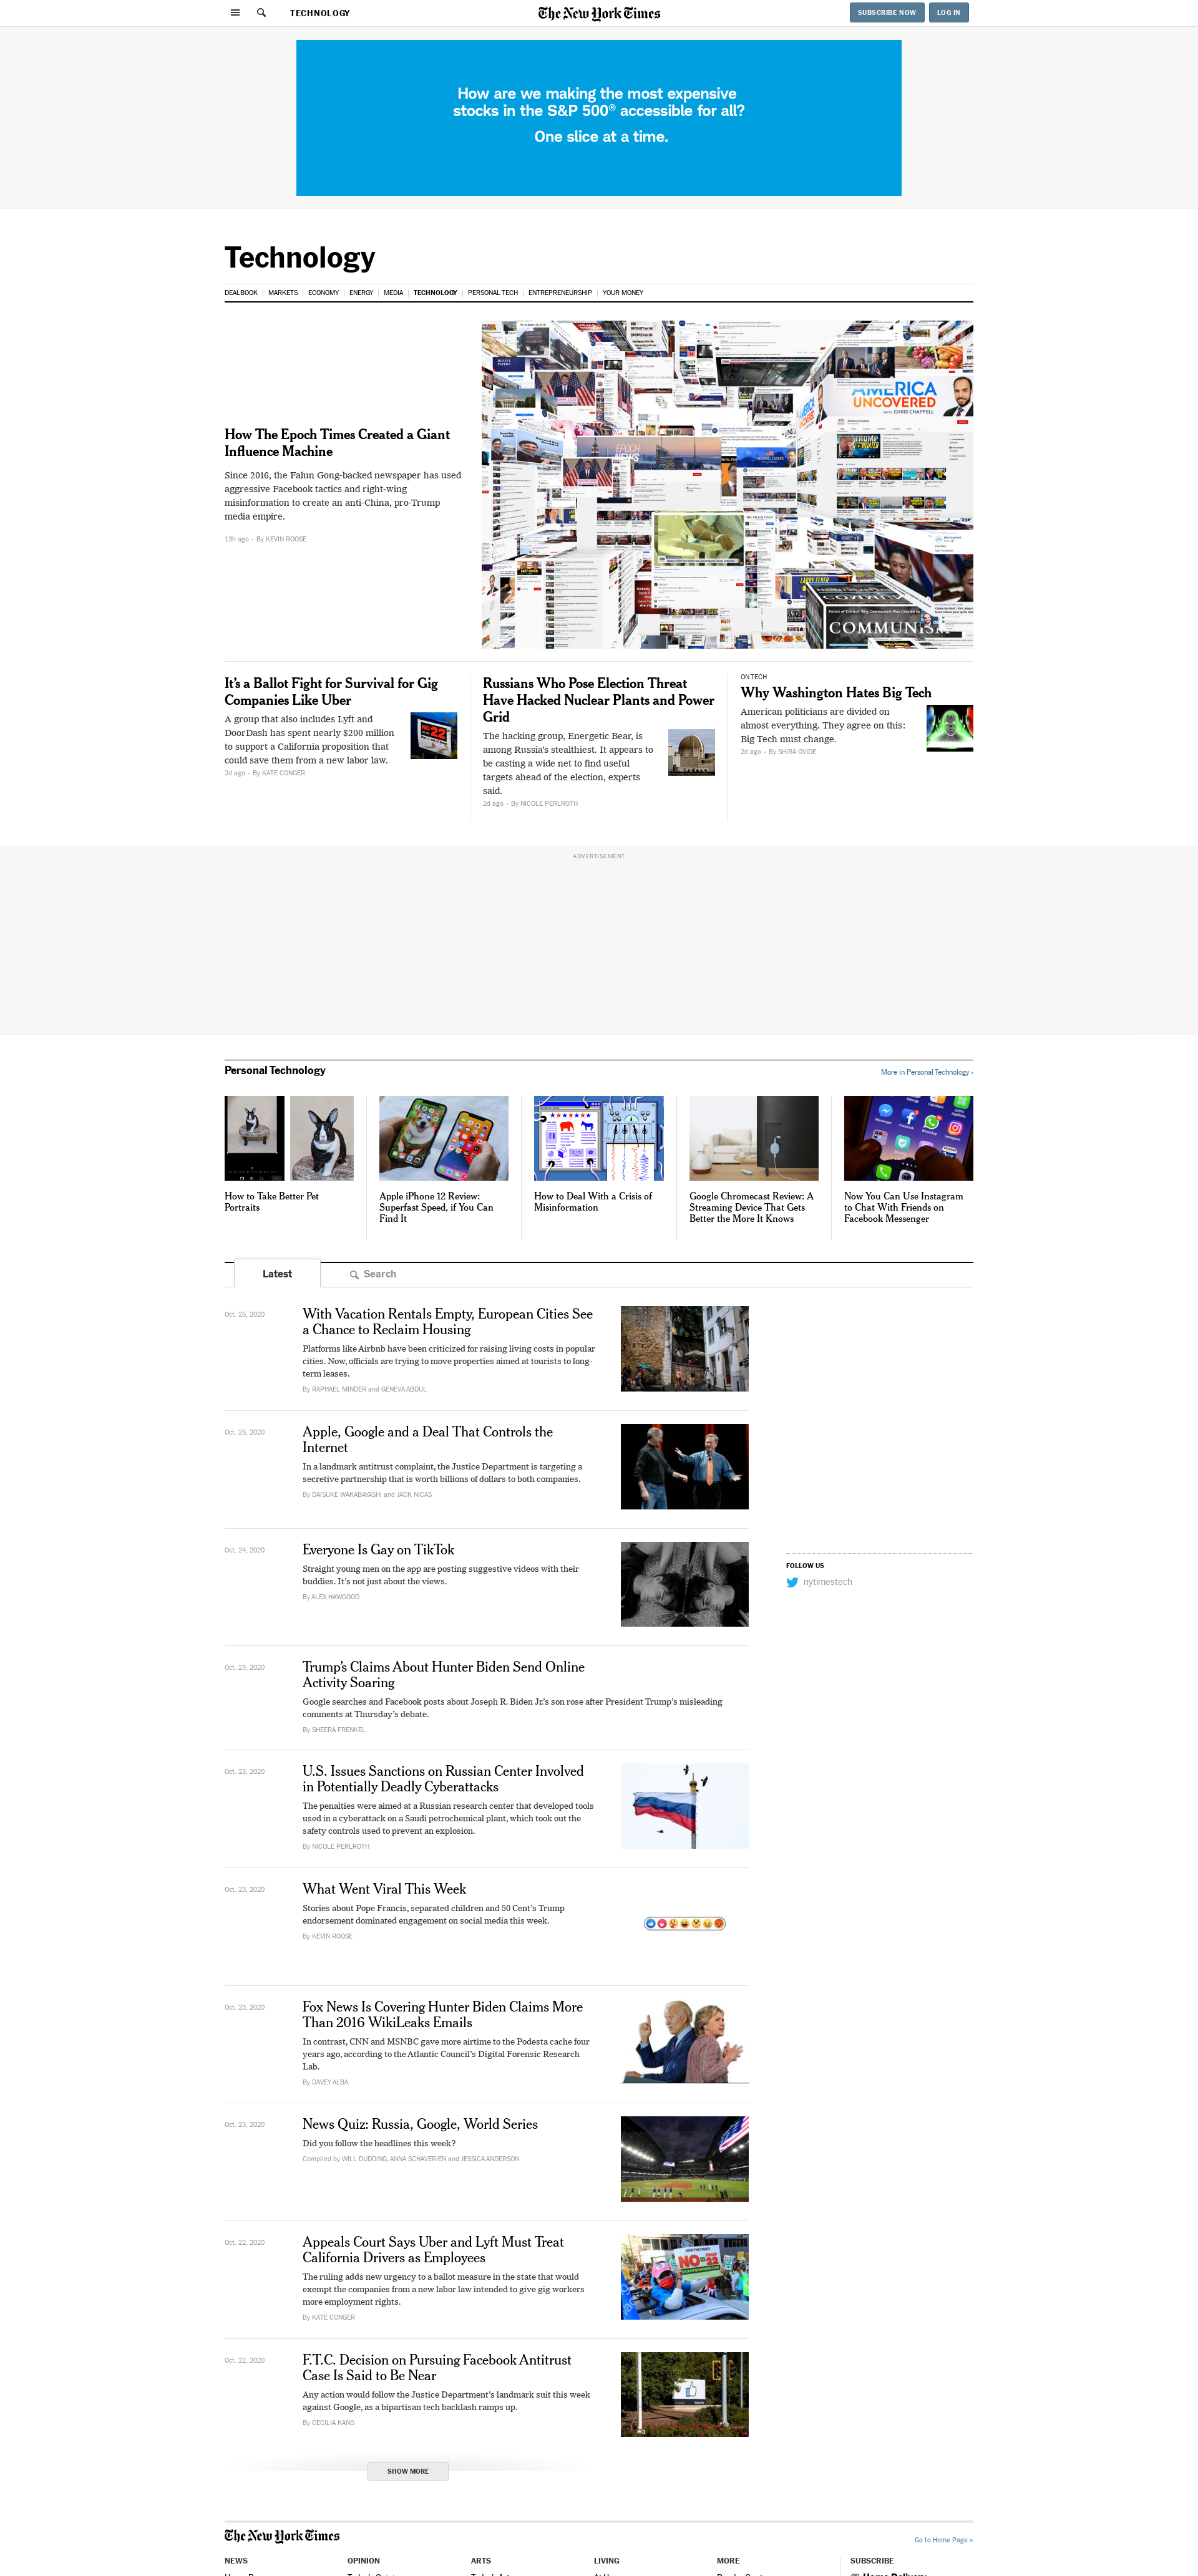 TECHNOLOGY
The New York Times
SUBSCRIBE NOW
LOG IN
How are we making the most expensive
stocks in the S&P 500® accessible for all?
One slice at a time.
Technology
DEALBOOK | MARKETS | ECONOMY | ENERGY | MEDIA | TECHNOLOGY | PERSONAL TECH | ENTREPRENEURSHIP | YOUR MONEY
How The Epoch Times Created a Giant
Influence Machine
Since 2016, the Falun Gong-backed newspaper has used
aggressive Facebook tactics and right-wing
misinformation to create an anti-China, pro-Trump
media empire.
13h ago • By KEVIN ROOSE
AMERICA
UNCOVERED
WITH CHRIS CHAPPELL
EPOCH
NEWS
LARRY ELDER
COMMUNISM
It's a Ballot Fight for Survival for Gig
Companies Like Uber
A group that also includes Lyft and
DoorDash has spent nearly $200 million
to support a California proposition that
could save them from a new labor law.
2d ago • By KATE CONGER
NO
22
Russians Who Pose Election Threat
Have Hacked Nuclear Plants and Power
Grid
The hacking group, Energetic Bear, is
among Russia's stealthiest. It appears to
be casting a wide net to find useful
targets ahead of the election, experts
said.
2d ago • By NICOLE PERLROTH
ON TECH
Why Washington Hates Big Tech
American politicians are divided on
almost everything. They agree on this:
Big Tech must change.
2d ago • By SHIRA OVIDE
ADVERTISEMENT
Personal Technology
More in Personal Technology ›
How to Take Better Pet
Portraits
Apple iPhone 12 Review:
Superfast Speed, if You Can
Find It
How to Deal With a Crisis of
Misinformation
Google Chromecast Review: A
Streaming Device That Gets
Better the More It Knows
Now You Can Use Instagram
to Chat With Friends on
Facebook Messenger
Latest
Search
Oct. 25, 2020
With Vacation Rentals Empty, European Cities See
a Chance to Reclaim Housing
Platforms like Airbnb have been criticized for raising living costs in popular
cities. Now, officials are trying to move properties aimed at tourists to long-
term leases.
By RAPHAEL MINDER and GENEVA ABDUL
Oct. 25, 2020
Apple, Google and a Deal That Controls the
Internet
In a landmark antitrust complaint, the Justice Department is targeting a
secretive partnership that is worth billions of dollars to both companies.
By DAISUKE WAKABAYASHI and JACK NICAS
Oct. 24, 2020
Everyone Is Gay on TikTok
Straight young men on the app are posting suggestive videos with their
buddies. It's not just about the views.
By ALEX HAWGOOD
FOLLOW US
nytimestech
Oct. 23, 2020
Trump's Claims About Hunter Biden Send Online
Activity Soaring
Google searches and Facebook posts about Joseph R. Biden Jr.'s son rose after President Trump's misleading
comments at Thursday's debate.
By SHEERA FRENKEL
Oct. 23, 2020
U.S. Issues Sanctions on Russian Center Involved
in Potentially Deadly Cyberattacks
The penalties were aimed at a Russian research center that developed tools
used in a cyberattack on a Saudi petrochemical plant, which took out the
safety controls used to prevent an explosion.
By NICOLE PERLROTH
Oct. 23, 2020
What Went Viral This Week
Stories about Pope Francis, separated children and 50 Cent's Trump
endorsement dominated engagement on social media this week.
By KEVIN ROOSE
Oct. 23, 2020
Fox News Is Covering Hunter Biden Claims More
Than 2016 WikiLeaks Emails
In contrast, CNN and MSNBC gave more airtime to the Podesta cache four
years ago, according to the Atlantic Council's Digital Forensic Research
Lab.
By DAVEY ALBA
Oct. 23, 2020
News Quiz: Russia, Google, World Series
Did you follow the headlines this week?
Compiled by WILL DUDDING, ANNA SCHAVERIEN and JESSICA ANDERSON
Oct. 22, 2020
Appeals Court Says Uber and Lyft Must Treat
California Drivers as Employees
The ruling adds new urgency to a ballot measure in the state that would
exempt the companies from a new labor law intended to give gig workers
more employment rights.
By KATE CONGER
NO 22
Oct. 22, 2020
F.T.C. Decision on Pursuing Facebook Antitrust
Case Is Said to Be Near
Any action would follow the Justice Department's landmark suit this week
against Google, as a bipartisan tech backlash ramps up.
By CECILIA KANG
SHOW MORE
The New York Times
Go to Home Page »
NEWS
OPINION
ARTS
LIVING
MORE
SUBSCRIBE